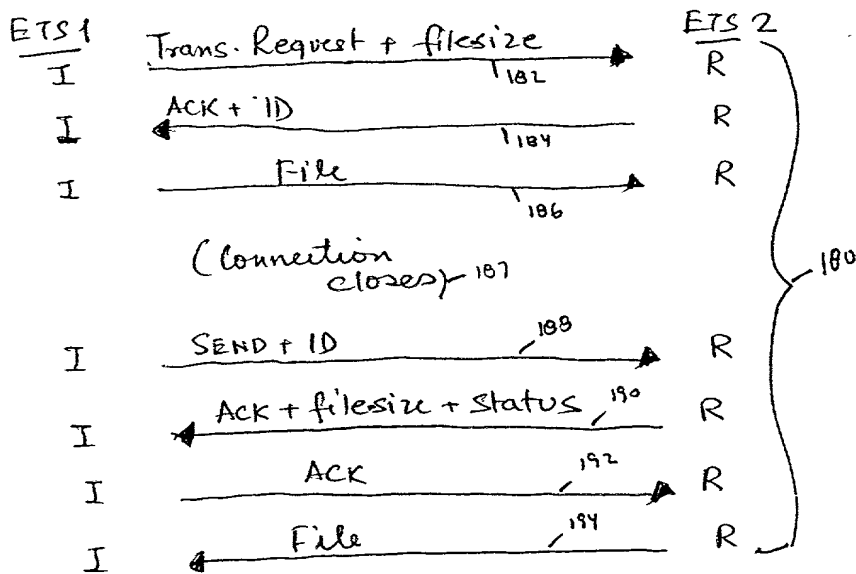 ETS1 ETS 2
Trans. Request + filesize
I 182 R
ACK + ID
I 184 R
File
I 186 R
(Connection
closes) 187
180
SEND + ID 188
I R
ACK + filesize + status 190
I R
ACK 192
I R
File 194
I R